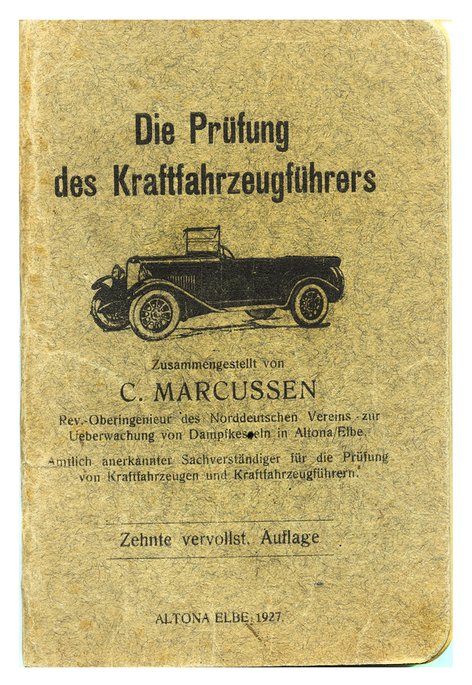 Die Prüfung
des Kraftfahrzeugführers
Zusammengestellt von
C. MARCUSSEN
Rev.-Oberingenieur des Norddeutschen Vereins zur
Ueberwachung von Dampfkesseln in Altona/Elbe.
Amtlich anerkannter Sachverständiger für die Prüfung
von Kraftfahrzeugen und Kraftfahrzeugführern.
Zehnte vervollst. Auflage
ALTONA ELBE, 1927.